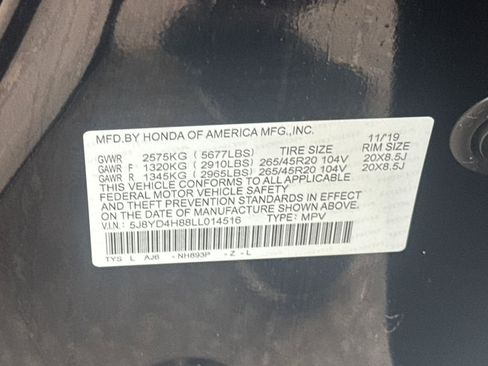 MFD.BY HONDA OF AMERICA MFG.,INC. 11/'19
GVWR 2575KG (5677LBS) TIRE SIZE RIM SIZE
GAWR F 1320KG (2910LBS) 265/45R20 104V 20X8.5J
GAWR R 1345KG (2965LBS) 265/45R20 104V 20X8.5J
THIS VEHICLE CONFORMS TO ALL APPLICABLE
FEDERAL MOTOR VEHICLE SAFETY
AND THEFT PREVENTION STANDARDS IN EFFECT
ON THE DATE OF MANUFACTURE SHOWN ABOVE.
V.I.N.: 5J8YD4H88LL014516 TYPE: MPV
TYS L AJ6 -NH893P -Z -L